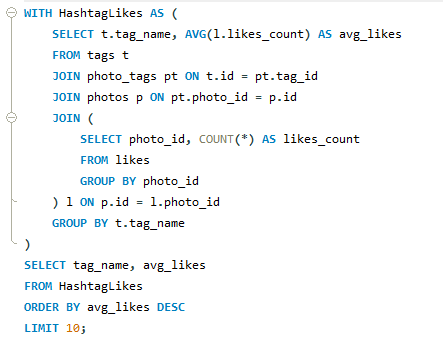 WITH HashtagLikes AS (
    SELECT t.tag_name, AVG(l.likes_count) AS avg_likes
    FROM tags t
    JOIN photo_tags pt ON t.id = pt.tag_id
    JOIN photos p ON pt.photo_id = p.id
    JOIN (
        SELECT photo_id, COUNT(*) AS likes_count
        FROM likes
        GROUP BY photo_id
    ) l ON p.id = l.photo_id
    GROUP BY t.tag_name
)
SELECT tag_name, avg_likes
FROM HashtagLikes
ORDER BY avg_likes DESC
LIMIT 10;